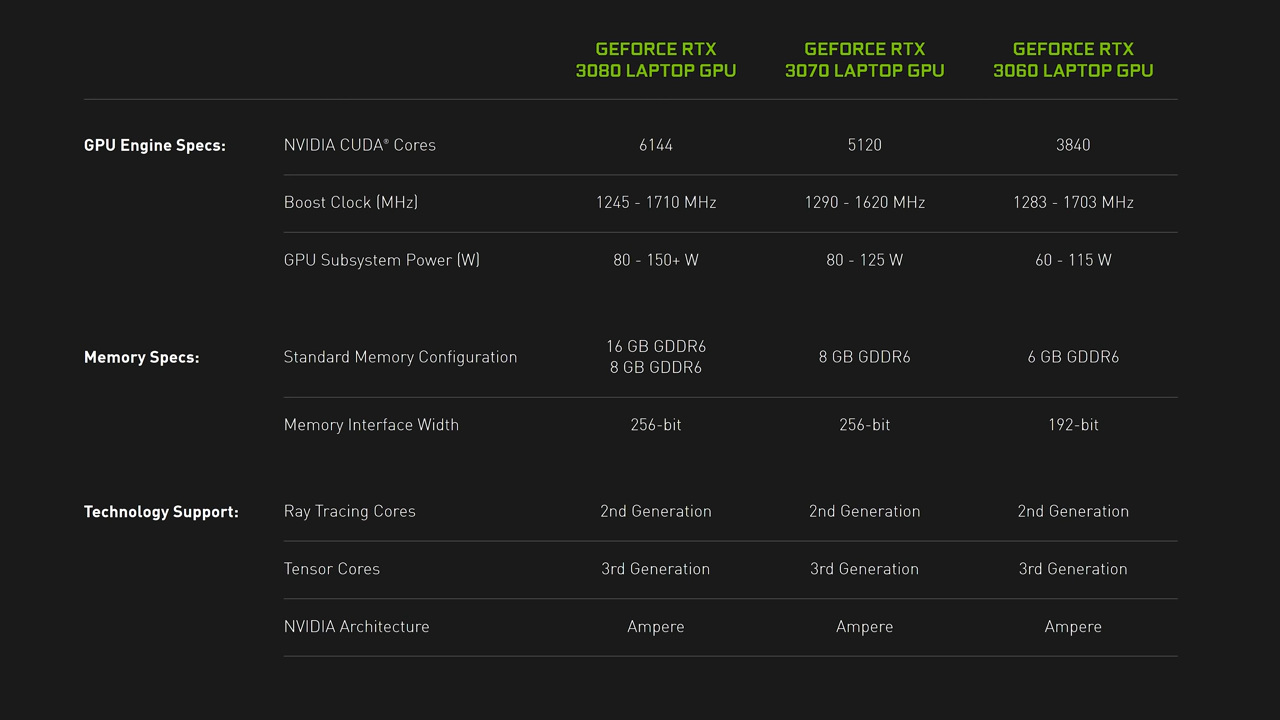 GEFORCE RTX
3080 LAPTOP GPU
GEFORCE RTX
3070 LAPTOP GPU
GEFORCE RTX
3060 LAPTOP GPU
GPU Engine Specs: NVIDIA CUDA® Cores 6144 5120 3840
Boost Clock (MHz) 1245 - 1710 MHz 1290 - 1620 MHz 1283 - 1703 MHz
GPU Subsystem Power (W) 80 - 150+ W 80 - 125 W 60 - 115 W
Memory Specs: Standard Memory Configuration 16 GB GDDR6
8 GB GDDR6 8 GB GDDR6 6 GB GDDR6
Memory Interface Width 256-bit 256-bit 192-bit
Technology Support: Ray Tracing Cores 2nd Generation 2nd Generation 2nd Generation
Tensor Cores 3rd Generation 3rd Generation 3rd Generation
NVIDIA Architecture Ampere Ampere Ampere